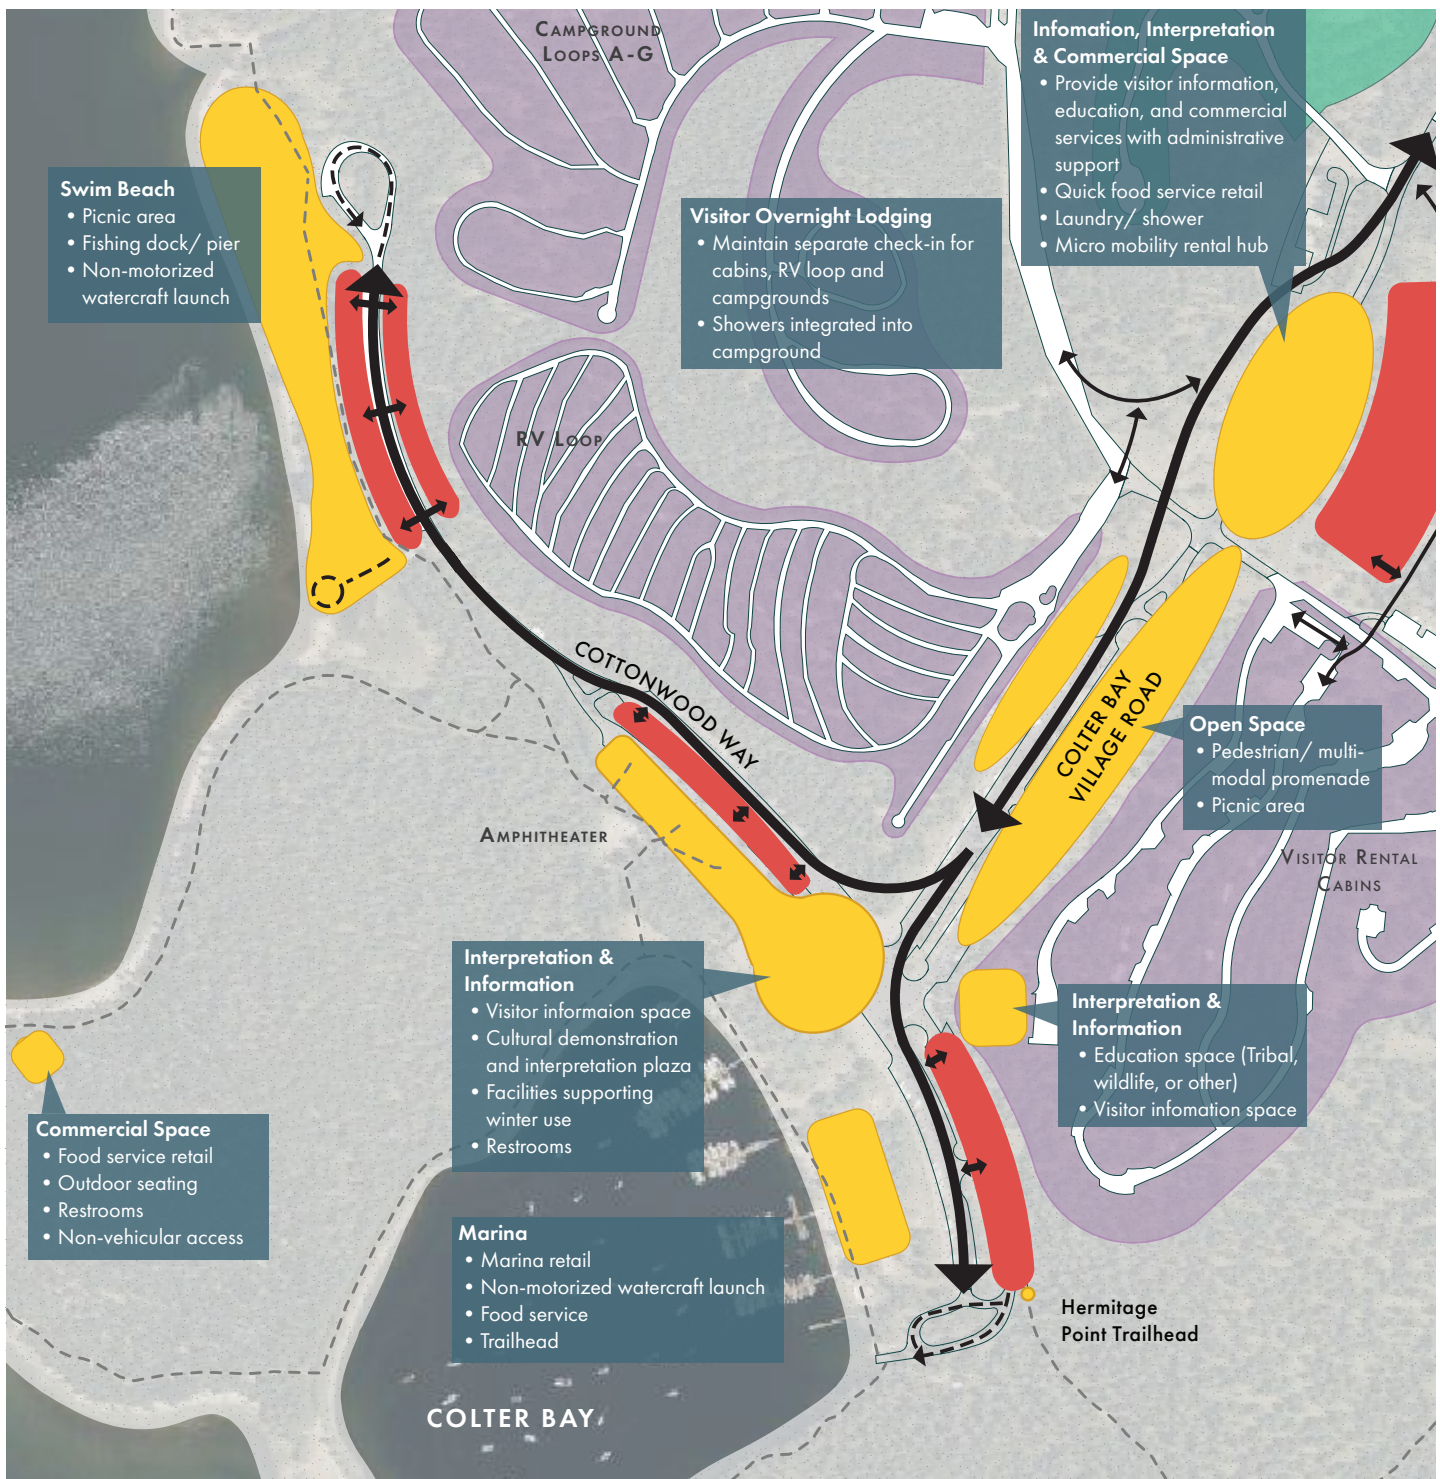 Campground
Loops A-G
Infomation, Interpretation
& Commercial Space
• Provide visitor information,
education, and commercial
services with administrative
support
• Quick food service retail
• Laundry/ shower
• Micro mobility rental hub
Swim Beach
• Picnic area
• Fishing dock/ pier
• Non-motorized
watercraft launch
Visitor Overnight Lodging
• Maintain separate check-in for
cabins, RV loop and
campgrounds
• Showers integrated into
campground
RV Loop
COTTONWOOD WAY
COLTER BAY
VILLAGE ROAD
Open Space
• Pedestrian/ multi-
modal promenade
• Picnic area
Amphitheater
Visitor Rental
Cabins
Interpretation &
Information
• Visitor informaion space
• Cultural demonstration
and interpretation plaza
• Facilities supporting
winter use
• Restrooms
Interpretation &
Information
• Education space (Tribal,
wildlife, or other)
• Visitor infomation space
Commercial Space
• Food service retail
• Outdoor seating
• Restrooms
• Non-vehicular access
Marina
• Marina retail
• Non-motorized watercraft launch
• Food service
• Trailhead
Hermitage
Point Trailhead
COLTER BAY